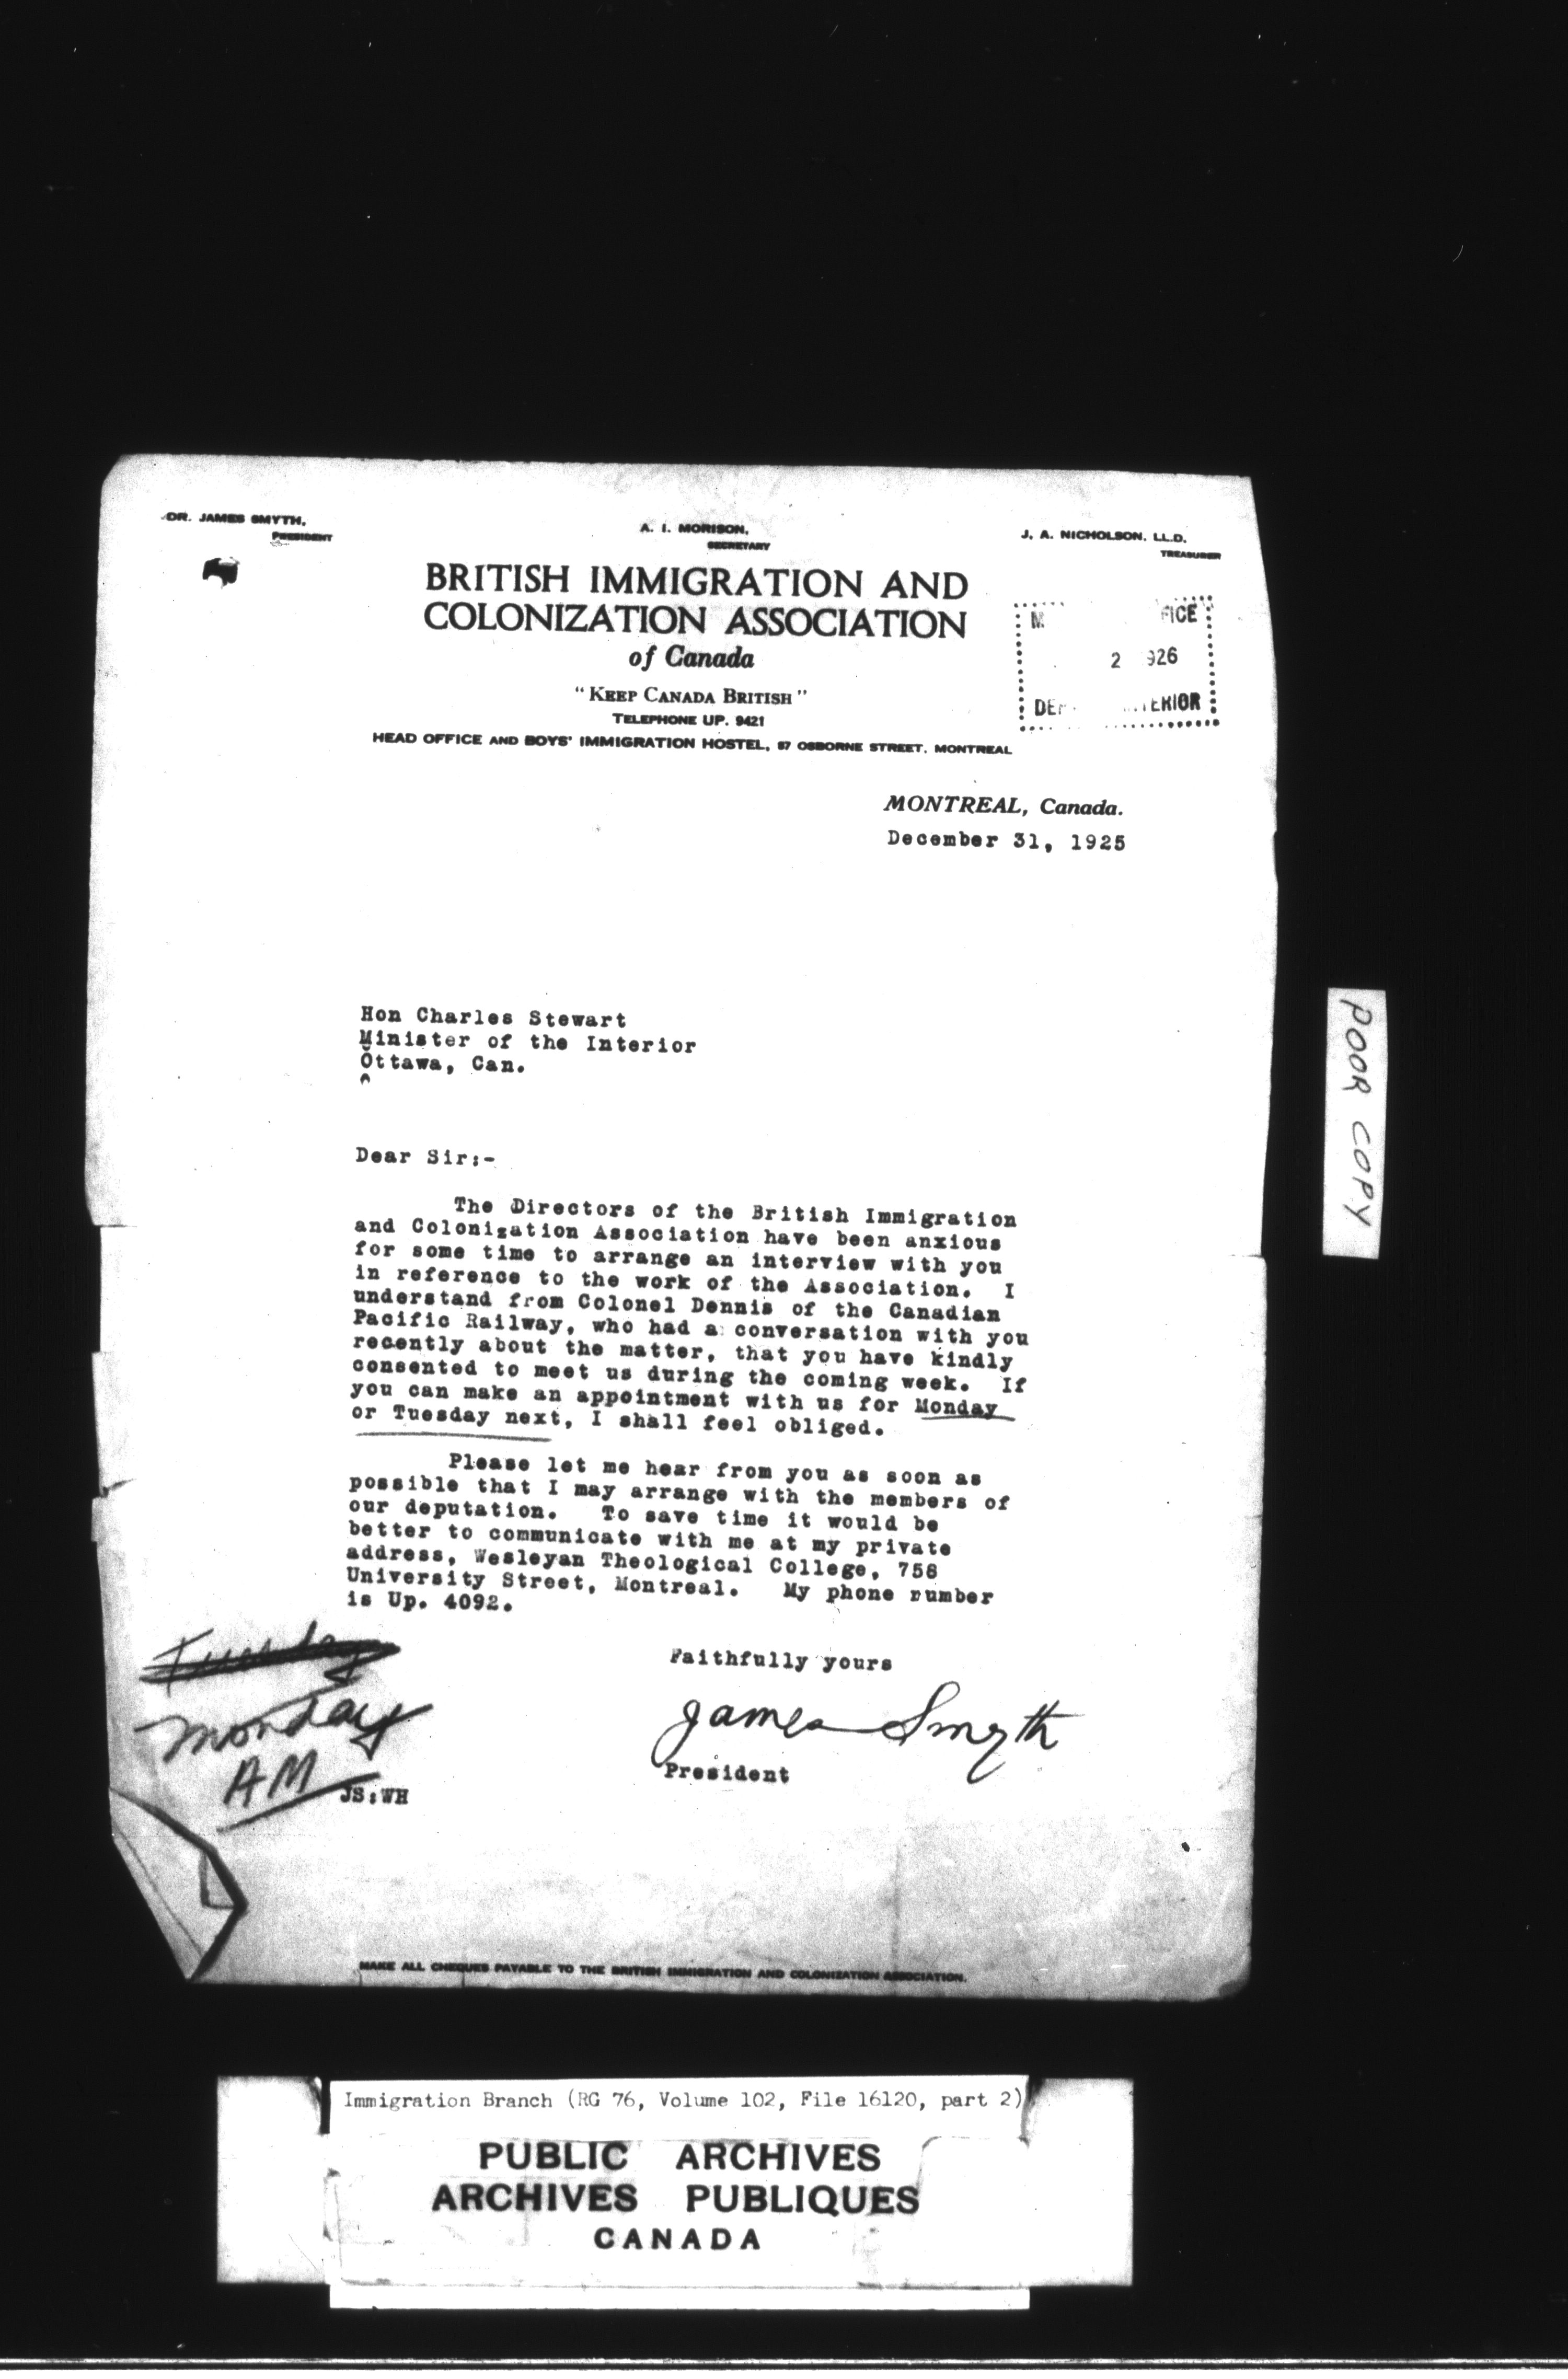 DR. JAMES SMYTH,
PRESIDENT
A. I. MORISON,
SECRETARY
J. A. NICHOLSON, LL.D.
TREASURER
BRITISH IMMIGRATION AND
COLONIZATION ASSOCIATION
of Canada
"KEEP CANADA BRITISH"
TELEPHONE UP. 9421
HEAD OFFICE AND BOYS' IMMIGRATION HOSTEL, 87 OSBORNE STREET, MONTREAL
2 926
MONTREAL, Canada.
December 31, 1925
Hon Charles Stewart
Minister of the Interior
Ottawa, Can.
Dear Sir:-
The Directors of the British Immigration
and Colonization Association have been anxious
for some time to arrange an interview with you
in reference to the work of the Association. I
understand from Colonel Dennis of the Canadian
Pacific Railway, who had a conversation with you
recently about the matter, that you have kindly
consented to meet us during the coming week. If
you can make an appointment with us for Monday
or Tuesday next, I shall feel obliged.
Please let me hear from you as soon as
possible that I may arrange with the members of
our deputation. To save time it would be
better to communicate with me at my private
address, Wesleyan Theological College, 758
University Street, Montreal. My phone number
is Up. 4092.
Tuesday
Monday
AM
Faithfully yours
James Smyth
President
JS:WH
MAKE ALL CHEQUES PAYABLE TO THE BRITISH IMMIGRATION AND COLONIZATION ASSOCIATION.
POOR COPY
Immigration Branch (RG 76, Volume 102, File 16120, part 2)
PUBLIC ARCHIVES
ARCHIVES PUBLIQUES
CANADA